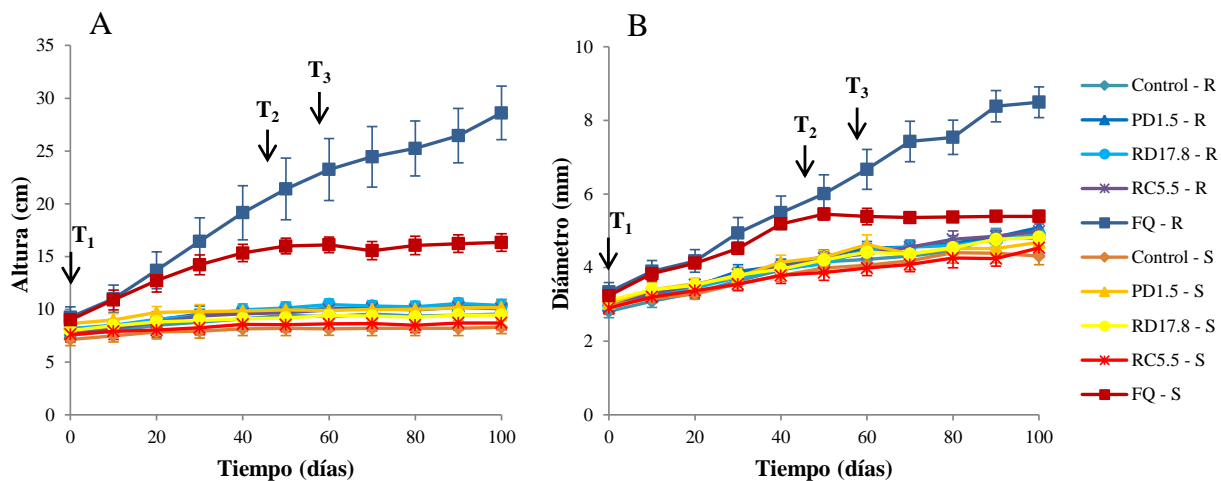 A
B
35
30
25
20
15
10
5
0
Altura (cm)
T1
T2
T3
0
20
40
60
80
100
Tiempo (días)
10
8
6
4
2
0
Diámetro (mm)
T1
T2
T3
0
20
40
60
80
100
Tiempo (días)
Control - R
PD1.5 - R
RD17.8 - R
RC5.5 - R
FQ - R
Control - S
PD1.5 - S
RD17.8 - S
RC5.5 - S
FQ - S